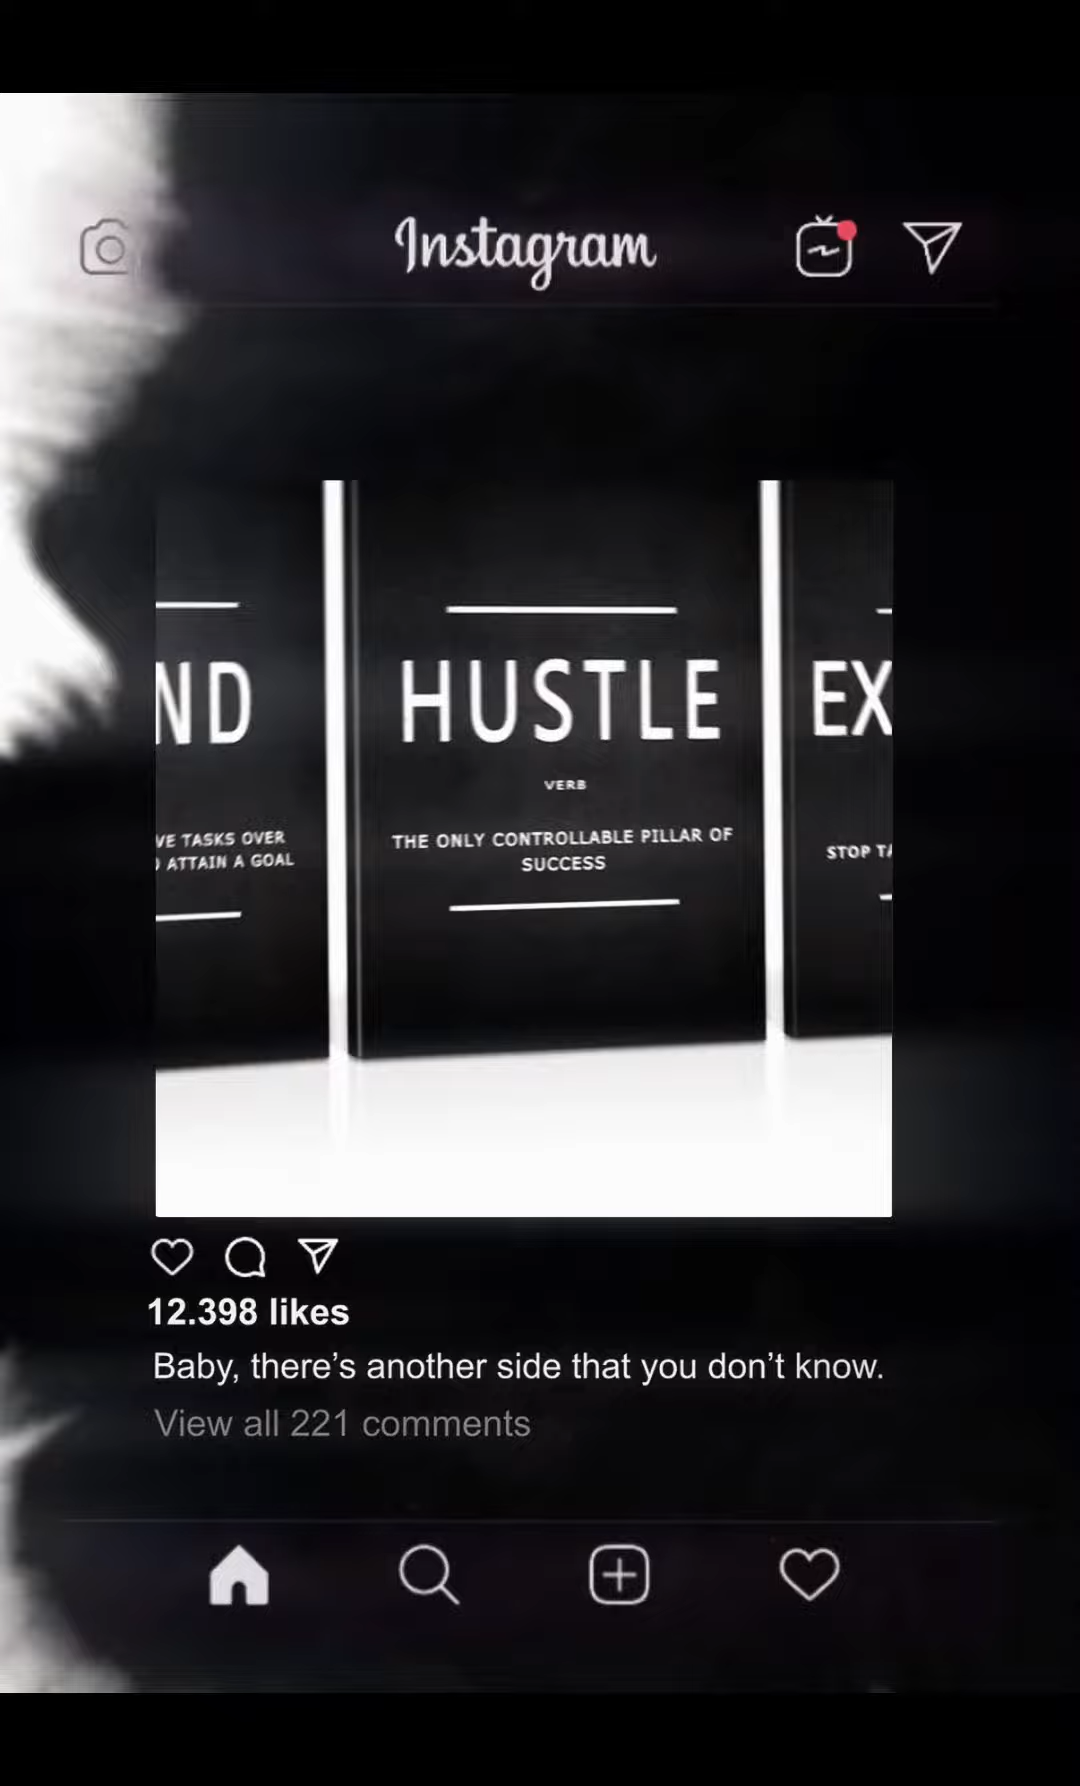 Instagram
ND
VE TASKS OVER
ATTAIN A GOAL
HUSTLE
VERB
THE ONLY CONTROLLABLE PILLAR OF
SUCCESS
EX
STOP TA
12.398 likes
Baby, there’s another side that you don’t know.
View all 221 comments